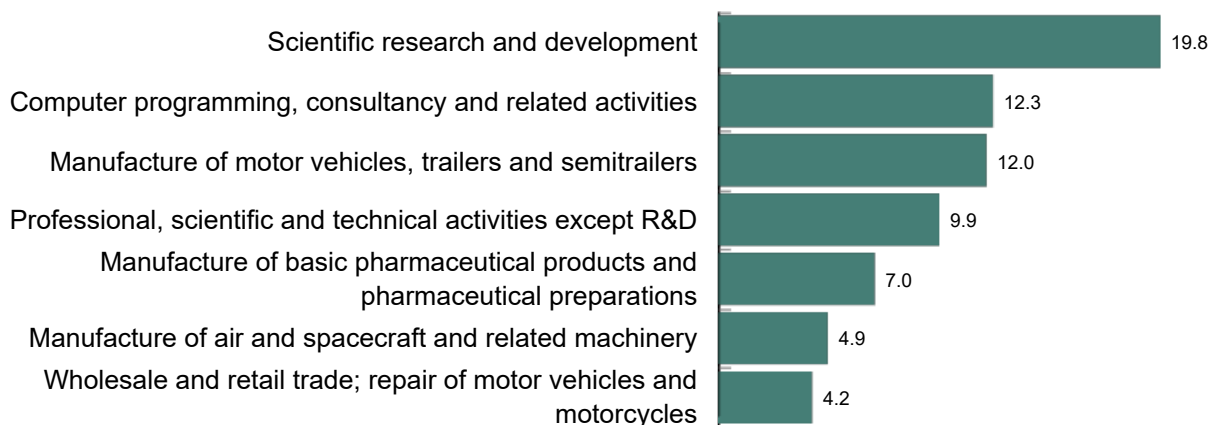 Scientific research and development 19.8
Computer programming, consultancy and related activities 12.3
Manufacture of motor vehicles, trailers and semitrailers 12.0
Professional, scientific and technical activities except R&D 9.9
Manufacture of basic pharmaceutical products and
pharmaceutical preparations 7.0
Manufacture of air and spacecraft and related machinery 4.9
Wholesale and retail trade; repair of motor vehicles and
motorcycles 4.2